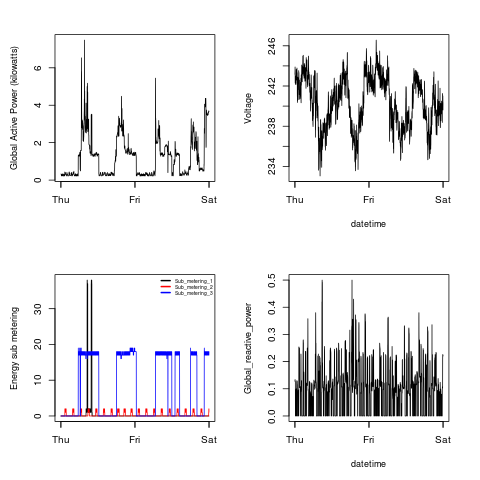 Global Active Power (kilowatts)
0 2 4 6
Thu Fri Sat
Voltage
234 238 242 246
Thu Fri Sat
datetime
Energy sub metering
0 10 20 30
Sub_metering_1
Sub_metering_2
Sub_metering_3
Thu Fri Sat
Global_reactive_power
0.0 0.1 0.2 0.3 0.4 0.5
Thu Fri Sat
datetime